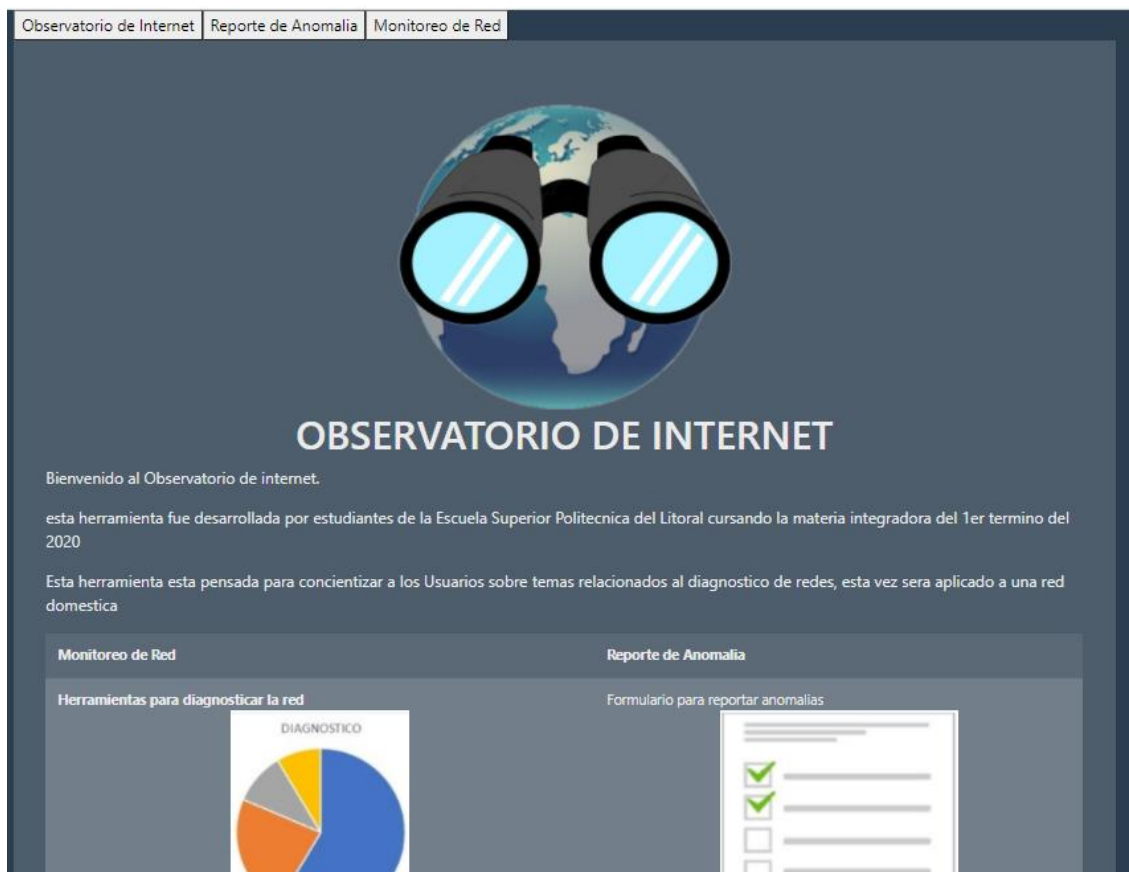 Observatorio de Internet Reporte de Anomalia Monitoreo de Red
OBSERVATORIO DE INTERNET
Bienvenido al Observatorio de internet.
esta herramienta fue desarrollada por estudiantes de la Escuela Superior Politecnica del Litoral cursando la materia integradora del 1er termino del
2020
Esta herramienta esta pensada para concientizar a los Usuarios sobre temas relacionados al diagnostico de redes, esta vez sera aplicado a una red
domestica
Monitoreo de Red Reporte de Anomalia
Herramientas para diagnosticar la red Formulario para reportar anomalias
DIAGNOSTICO